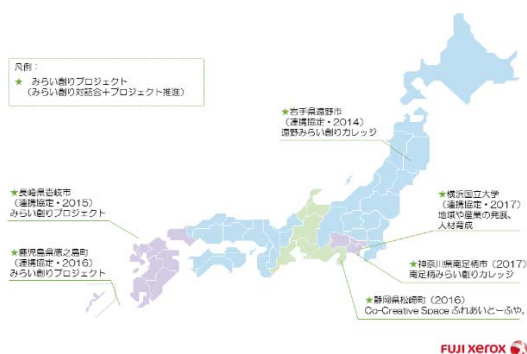 凡例：
★ みらい創りプロジェクト
（みらい創り対話会＋プロジェクト推進）
★岩手県遠野市
（連携協定・2014）
遠野みらい創りカレッジ
★長崎県壱岐市
（連携協定・2015）
みらい創りプロジェクト
★横浜国立大学
（連携協定・2017）
地域や産業の発展、
人材育成
★鹿児島県徳之島町
（連携協定・2016）
みらい創りプロジェクト
★神奈川県南足柄市（2017）
南足柄みらい創りカレッジ
★静岡県松崎町（2016）
Co-Creative Space ふれあいとーふや。
FUJI XEROX